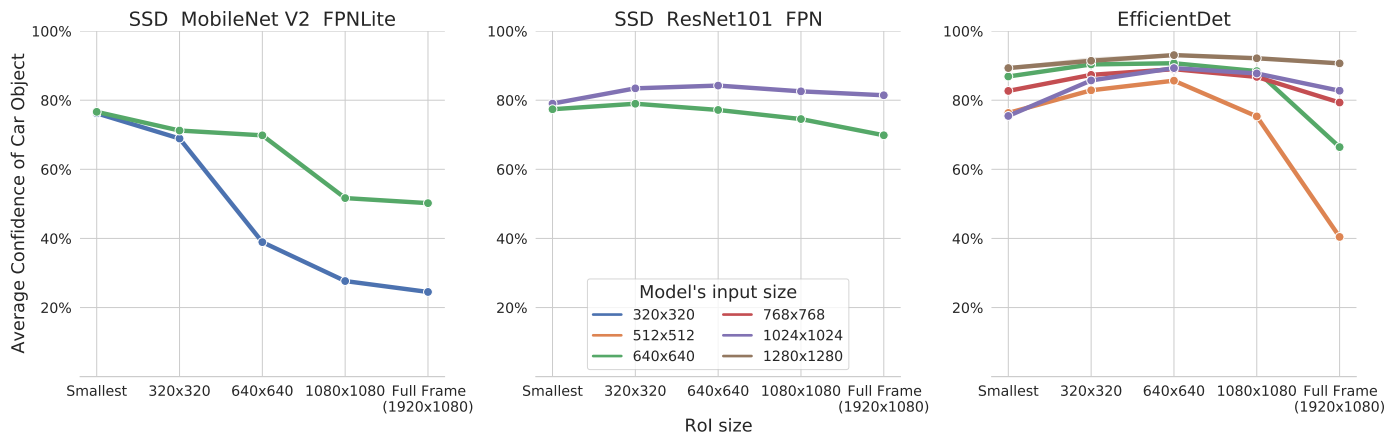 SSD MobileNet V2 FPNLite
SSD ResNet101 FPN
EfficientDet
Average Confidence of Car Object
100%
80%
60%
40%
20%
100%
80%
60%
40%
20%
100%
80%
60%
40%
20%
Model's input size
320x320
512x512
640x640
768x768
1024x1024
1280x1280
Smallest 320x320 640x640 1080x1080 Full Frame
(1920x1080)
Smallest 320x320 640x640 1080x1080 Full Frame
(1920x1080)
Smallest 320x320 640x640 1080x1080 Full Frame
(1920x1080)
RoI size